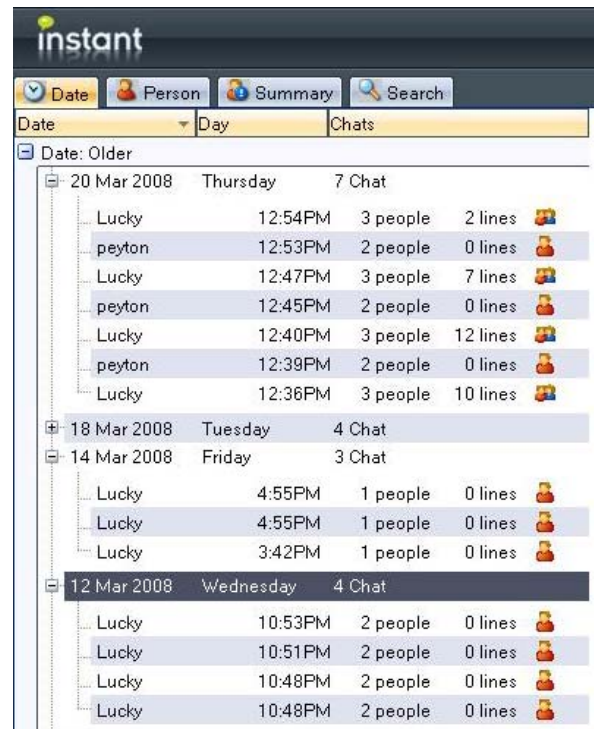 instant
Date Person Summary Search
Date Day Chats
Date: Older
20 Mar 2008 Thursday 7 Chat
Lucky 12:54PM 3 people 2 lines
peyton 12:53PM 2 people 0 lines
Lucky 12:47PM 3 people 7 lines
peyton 12:45PM 2 people 0 lines
Lucky 12:40PM 3 people 12 lines
peyton 12:39PM 2 people 0 lines
Lucky 12:36PM 3 people 10 lines
18 Mar 2008 Tuesday 4 Chat
14 Mar 2008 Friday 3 Chat
Lucky 4:55PM 1 people 0 lines
Lucky 4:55PM 1 people 0 lines
Lucky 3:42PM 1 people 0 lines
12 Mar 2008 Wednesday 4 Chat
Lucky 10:53PM 2 people 0 lines
Lucky 10:51PM 2 people 0 lines
Lucky 10:48PM 2 people 0 lines
Lucky 10:48PM 2 people 0 lines